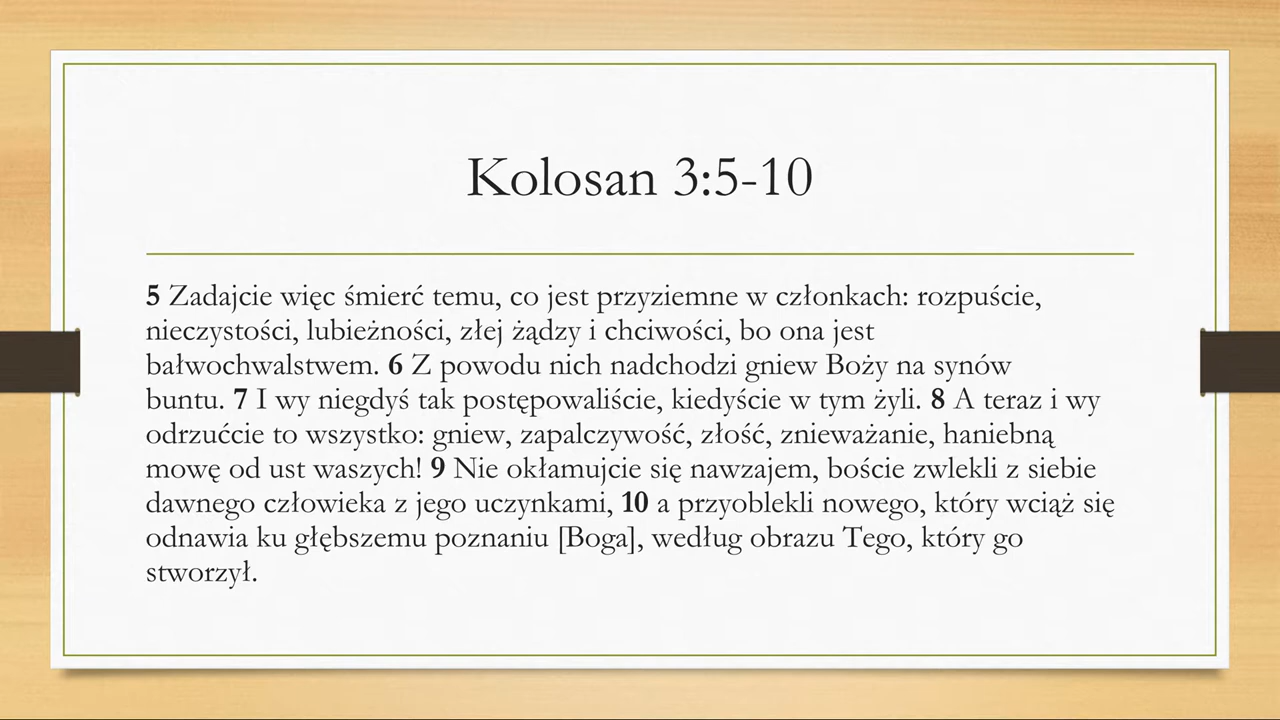 Kolosan 3:5-10
5 Zadajcie więc śmierć temu, co jest przyziemne w członkach: rozpuście,
nieczystości, lubieżności, złej żądzy i chciwości, bo ona jest
bałwochwalstwem. 6 Z powodu nich nadchodzi gniew Boży na synów
buntu. 7 I wy niegdyś tak postępowaliście, kiedyście w tym żyli. 8 A teraz i wy
odrzućcie to wszystko: gniew, zapalczywość, złość, znieważanie, haniebną
mowę od ust waszych! 9 Nie okłamujcie się nawzajem, boście zwlekli z siebie
dawnego człowieka z jego uczynkami, 10 a przyoblekli nowego, który wciąż się
odnawia ku głębszemu poznaniu [Boga], według obrazu Tego, który go
stworzył.